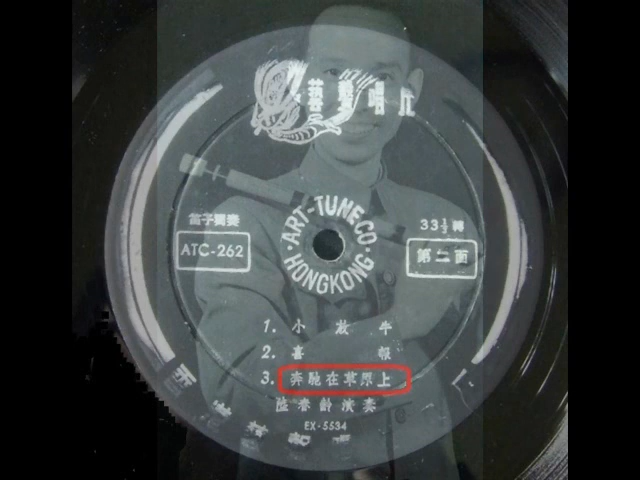 藝聲唱片
笛子獨奏
ATC-262
·ART-TUNE·CO·
HONGKONG
33⅓轉
第二面
1. 小放牛
2. 喜報
3. 奔馳在草原上
陸春齡演奏
EX-5534